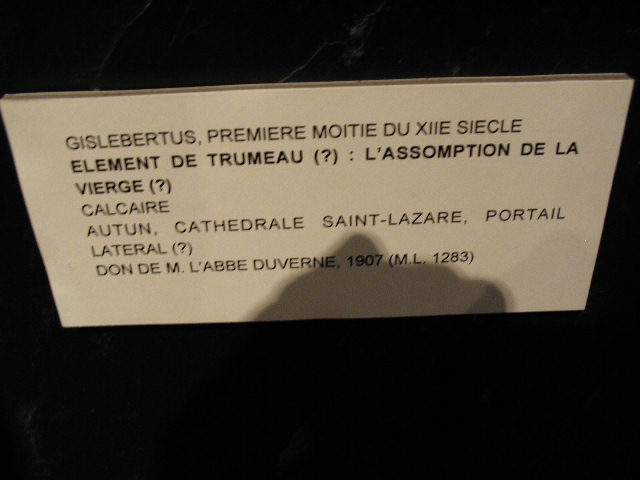 GISLEBERTUS, PREMIERE MOITIE DU XIIE SIECLE
ELEMENT DE TRUMEAU (?) : L'ASSOMPTION DE LA
VIERGE (?)
CALCAIRE
AUTUN, CATHEDRALE SAINT-LAZARE, PORTAIL
LATERAL (?)
DON DE M. L'ABBE DUVERNE, 1907 (M.L. 1283)